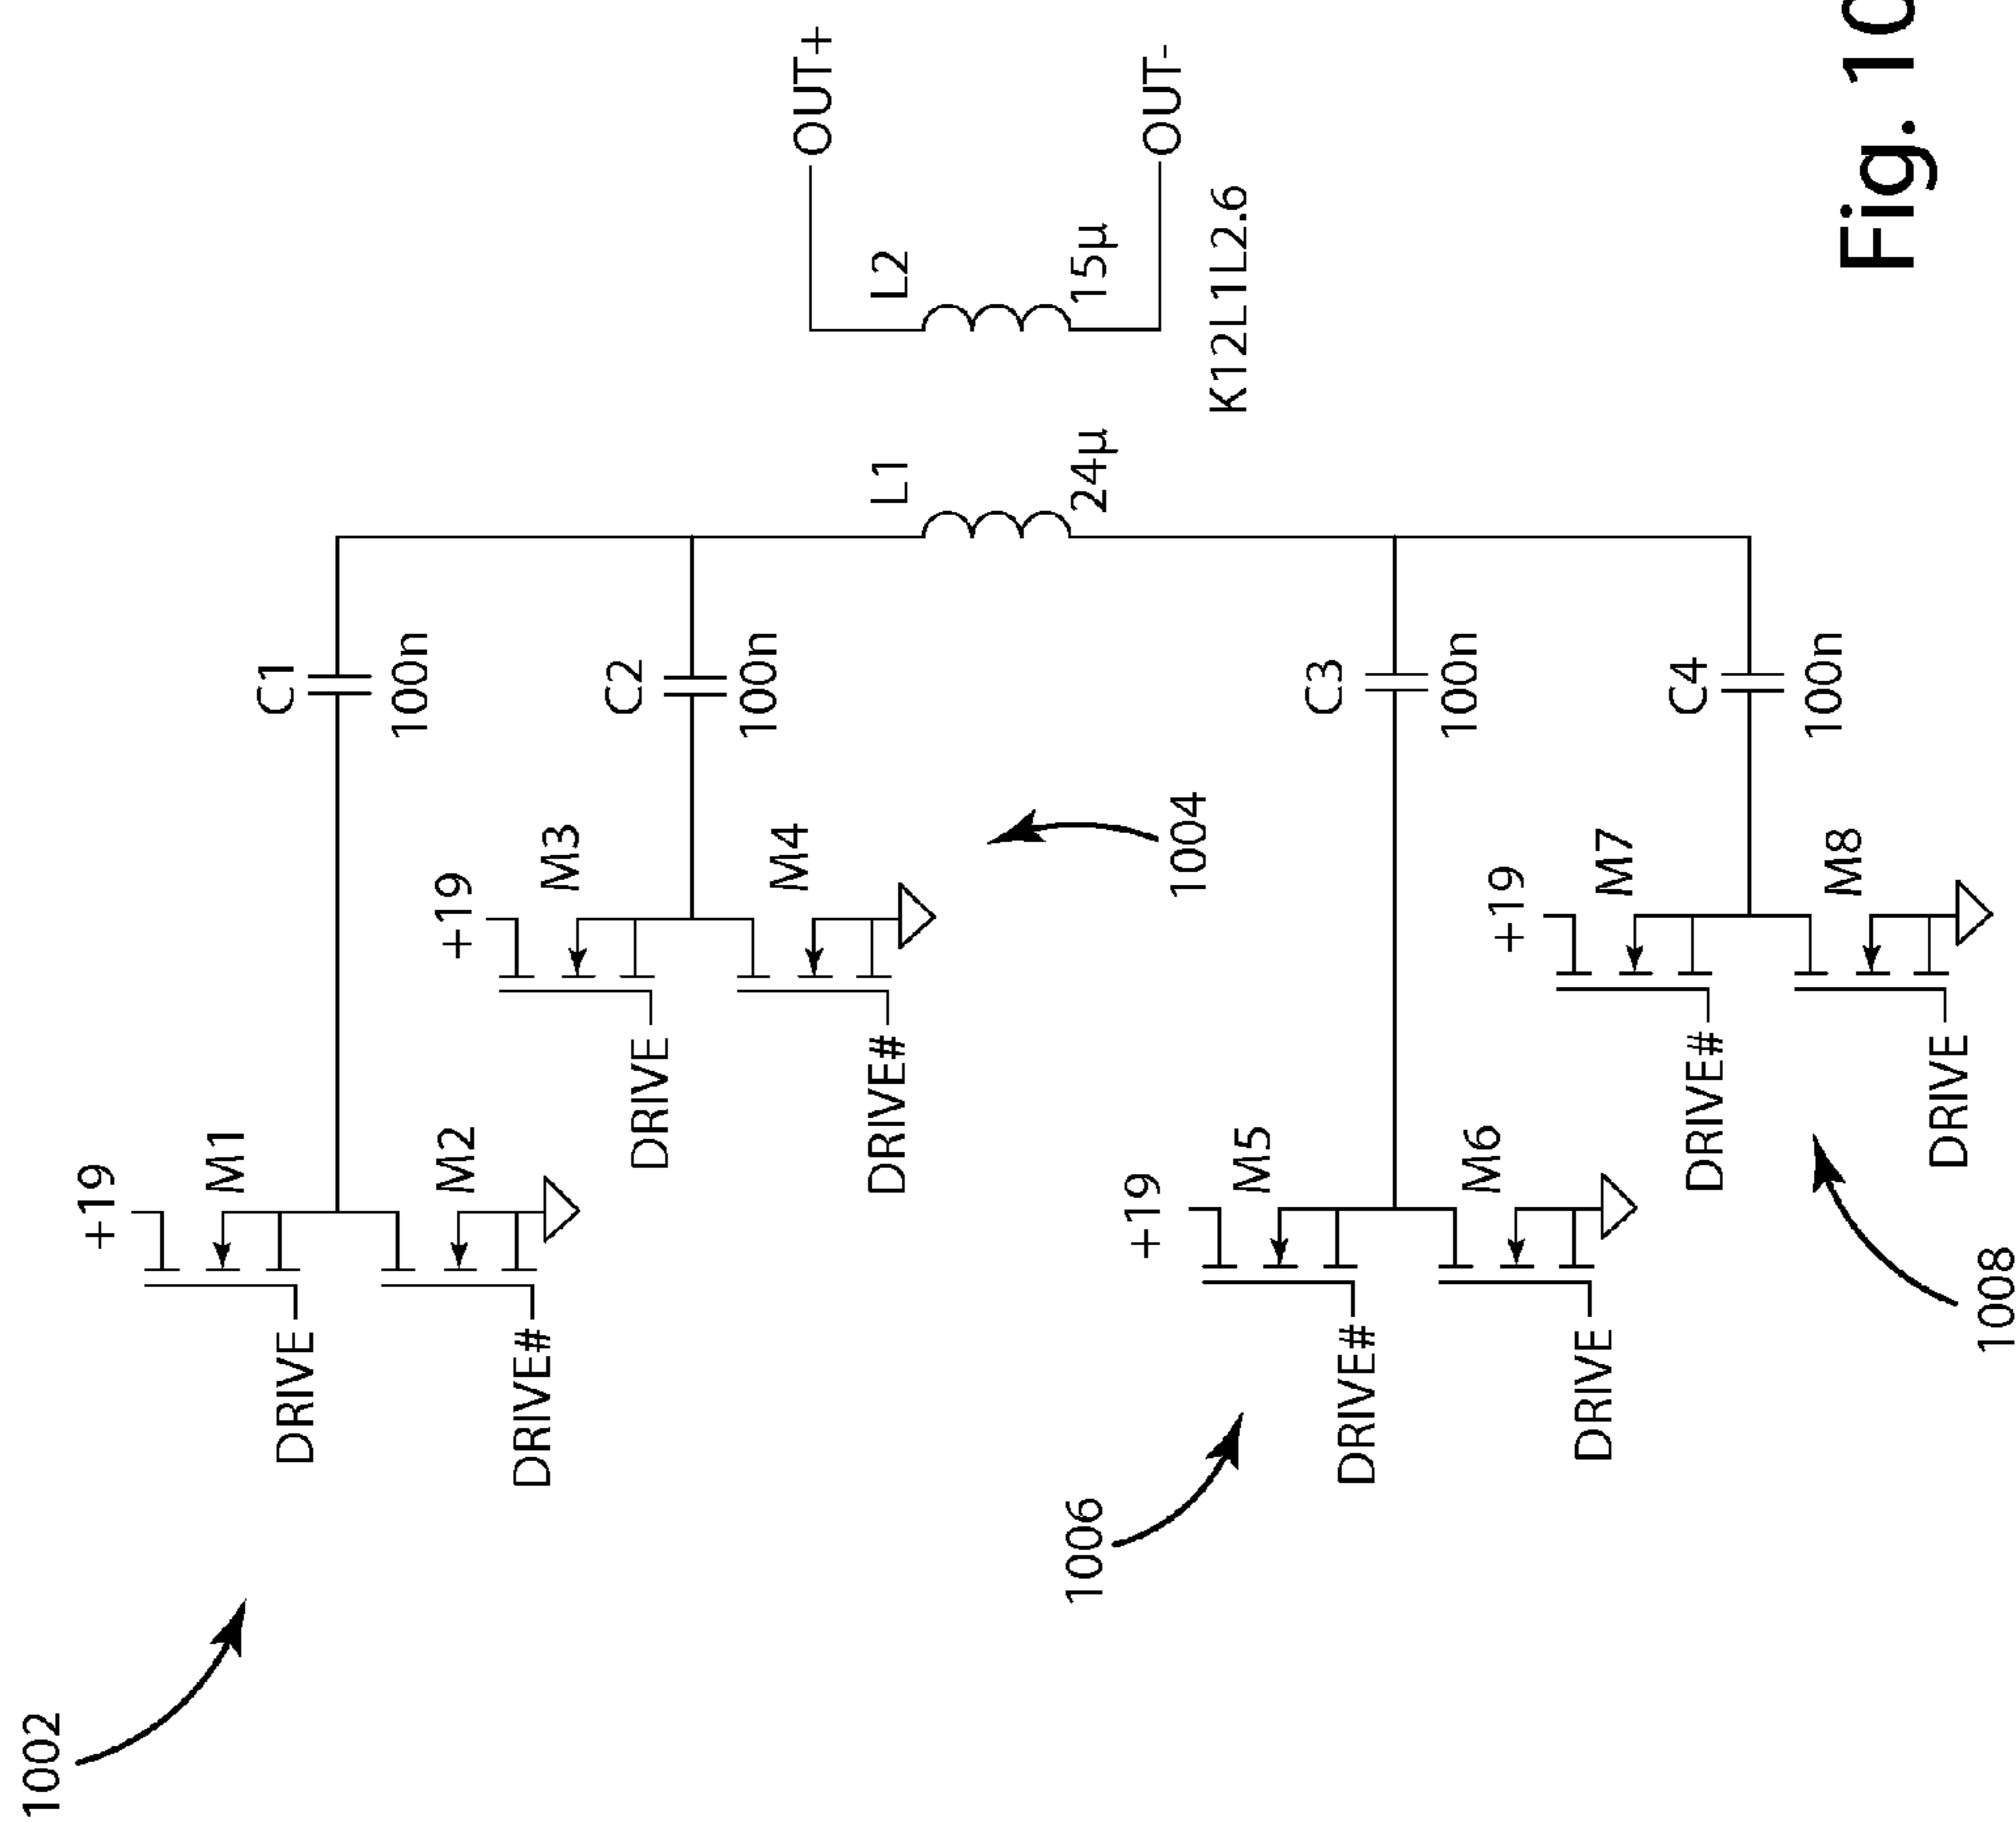 1002
+19
M1
DRIVE
M2
DRIVE#
C1
100n
+19
M3
DRIVE
M4
DRIVE#
1004
C2
100n
L1
24µ
L2
15µ
K12L1L2.6
OUT+
OUT-
1006
+19
M5
DRIVE#
M6
DRIVE
C3
100n
+19
M7
DRIVE#
M8
DRIVE
1008
C4
100n
Fig. 10